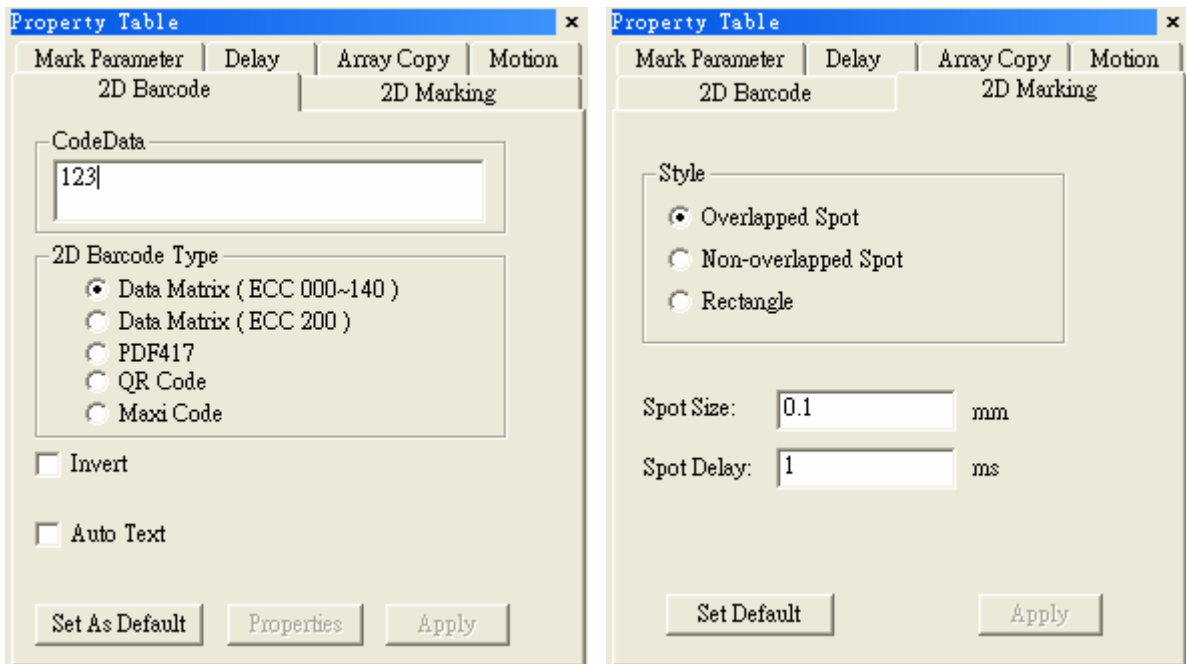 Property Table ×
Mark Parameter Delay Array Copy Motion
2D Barcode 2D Marking
CodeData
123
2D Barcode Type
Data Matrix ( ECC 000~140 )
Data Matrix ( ECC 200 )
PDF417
QR Code
Maxi Code
Invert
Auto Text
Set As Default Properties Apply
Property Table ×
Mark Parameter Delay Array Copy Motion
2D Barcode 2D Marking
Style
Overlapped Spot
Non-overlapped Spot
Rectangle
Spot Size: 0.1 mm
Spot Delay: 1 ms
Set Default Apply